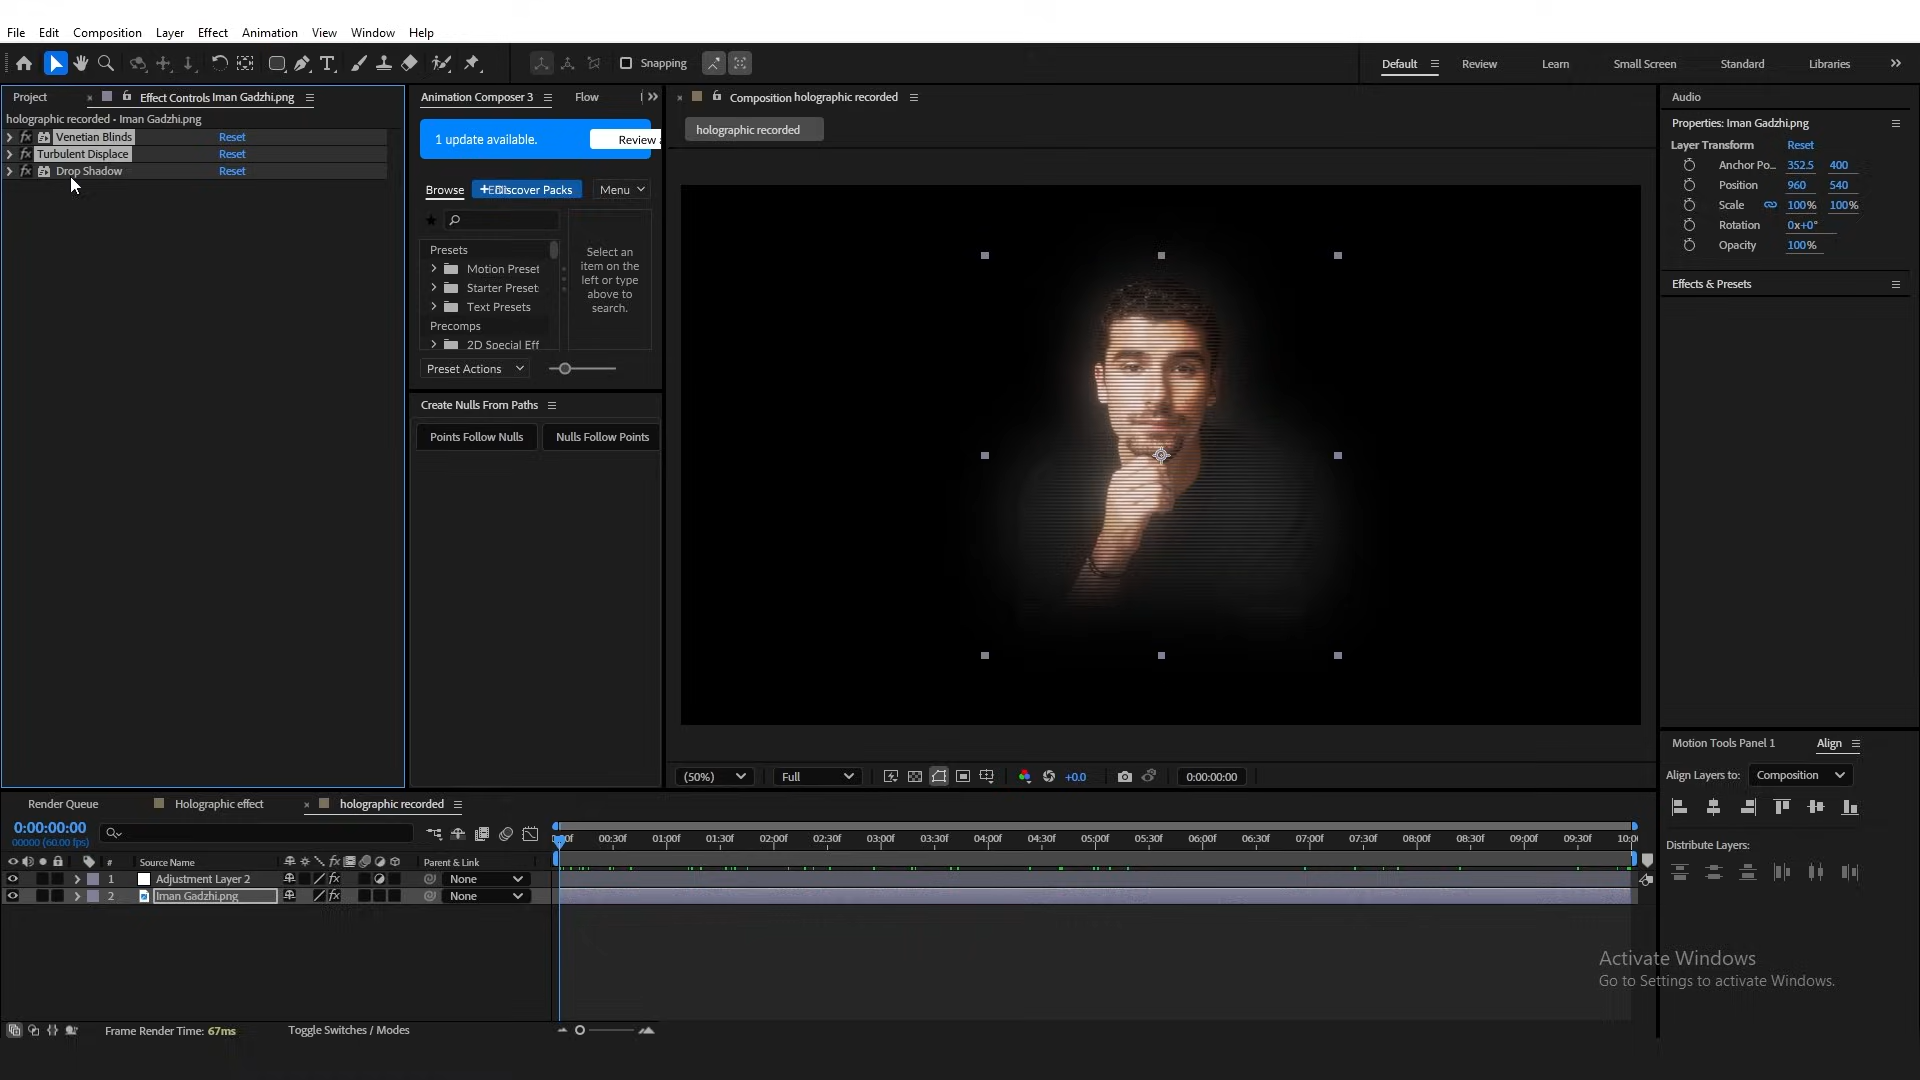 File Edit Composition Layer Effect Animation View Window Help
Snapping
Default Review Learn Small Screen Standard Libraries
Project Effect Controls Iman Gadzhi.png
holographic recorded • Iman Gadzhi.png
Venetian Blinds Reset
Turbulent Displace Reset
Drop Shadow Reset
Animation Composer 3 Flow
1 update available. Review
Browse Discover Packs Menu
Presets
Motion Preset
Starter Preset
Text Presets
Precomps
2D Special Eff
Select an
item on the
left or type
above to
search.
Preset Actions
Create Nulls From Paths
Points Follow Nulls Nulls Follow Points
Composition holographic recorded
holographic recorded
(50%) Full +0.0 0:00:00:00
Audio
Properties: Iman Gadzhi.png
Layer Transform Reset
Anchor Po... 352.5 400
Position 960 540
Scale 100% 100%
Rotation 0x+0°
Opacity 100%
Effects & Presets
Motion Tools Panel 1 Align
Align Layers to: Composition
Distribute Layers:
Render Queue Holographic effect holographic recorded
0:00:00:00
00000 (60.00 fps)
00:30f 01:00f 01:30f 02:00f 02:30f 03:00f 03:30f 04:00f 04:30f 05:00f 05:30f 06:00f 06:30f 07:00f 07:30f 08:00f 08:30f 09:00f 09:30f 10:0
# Source Name Parent & Link
1 Adjustment Layer 2 None
2 Iman Gadzhi.png None
Frame Render Time: 67ms Toggle Switches / Modes
Activate Windows
Go to Settings to activate Windows.